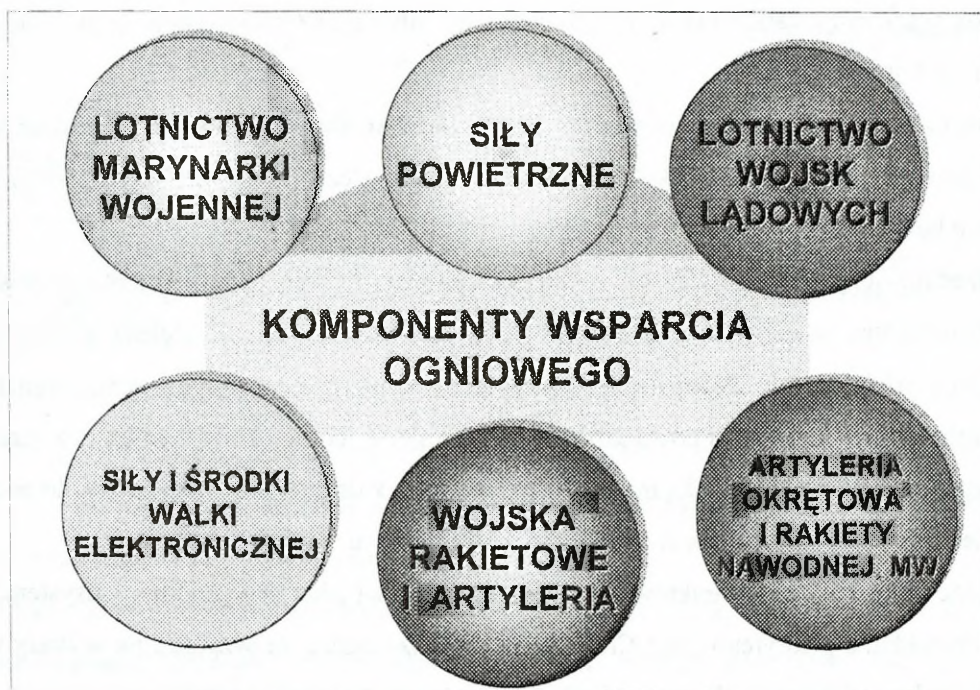 LOTNICTWO
MARYNARKI
WOJENNEJ
SIŁY
POWIETRZNE
LOTNICTWO
WOJSK
LĄDOWYCH
KOMPONENTY WSPARCIA
OGNIOWEGO
SIŁY I ŚRODKI
WALKI
ELEKTRONICZNEJ
WOJSKA
RAKIETOWE
I ARTYLERIA
ARTYLERIA
OKRĘTOWA
I RAKIETY
NAWODNEJ MW